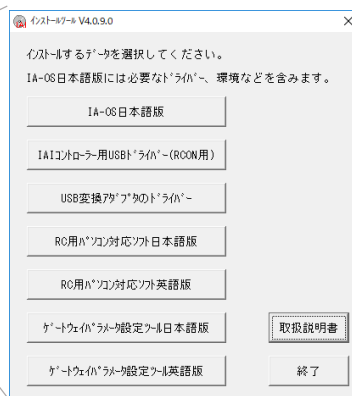 ｲﾝｽﾄｰﾙﾂｰﾙ V4.0.9.0
ｲﾝｽﾄｰﾙするﾃﾞｰﾀを選択してください。
IA-OS日本語版には必要なﾄﾞﾗｲﾊﾞｰ、環境などを含みます。
IA-OS日本語版
IAIｺﾝﾄﾛｰﾗｰ用USBﾄﾞﾗｲﾊﾞｰ(RCON用)
USB変換ｱﾀﾞﾌﾟﾀのﾄﾞﾗｲﾊﾞｰ
RC用ﾊﾟｿｺﾝ対応ｿﾌﾄ日本語版
RC用ﾊﾟｿｺﾝ対応ｿﾌﾄ英語版
ｹﾞｰﾄｳｪｲﾊﾟﾗﾒｰﾀ設定ﾂｰﾙ日本語版
取扱説明書
ｹﾞｰﾄｳｪｲﾊﾟﾗﾒｰﾀ設定ﾂｰﾙ英語版
終了